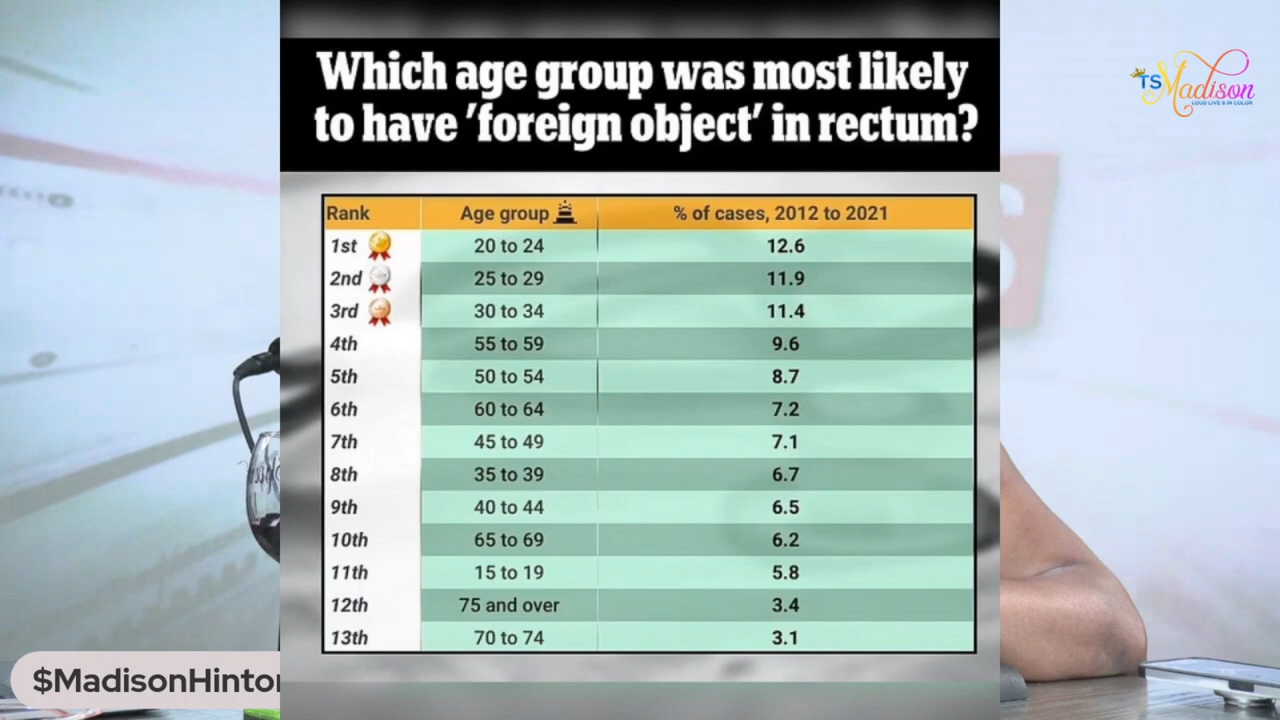 Which age group was most likely
to have 'foreign object' in rectum?
TS
Madison
LOUD LIVE & IN COLOR
Rank Age group % of cases, 2012 to 2021
1st 20 to 24 12.6
2nd 25 to 29 11.9
3rd 30 to 34 11.4
4th 55 to 59 9.6
5th 50 to 54 8.7
6th 60 to 64 7.2
7th 45 to 49 7.1
8th 35 to 39 6.7
9th 40 to 44 6.5
10th 65 to 69 6.2
11th 15 to 19 5.8
12th 75 and over 3.4
13th 70 to 74 3.1
$MadisonHinton